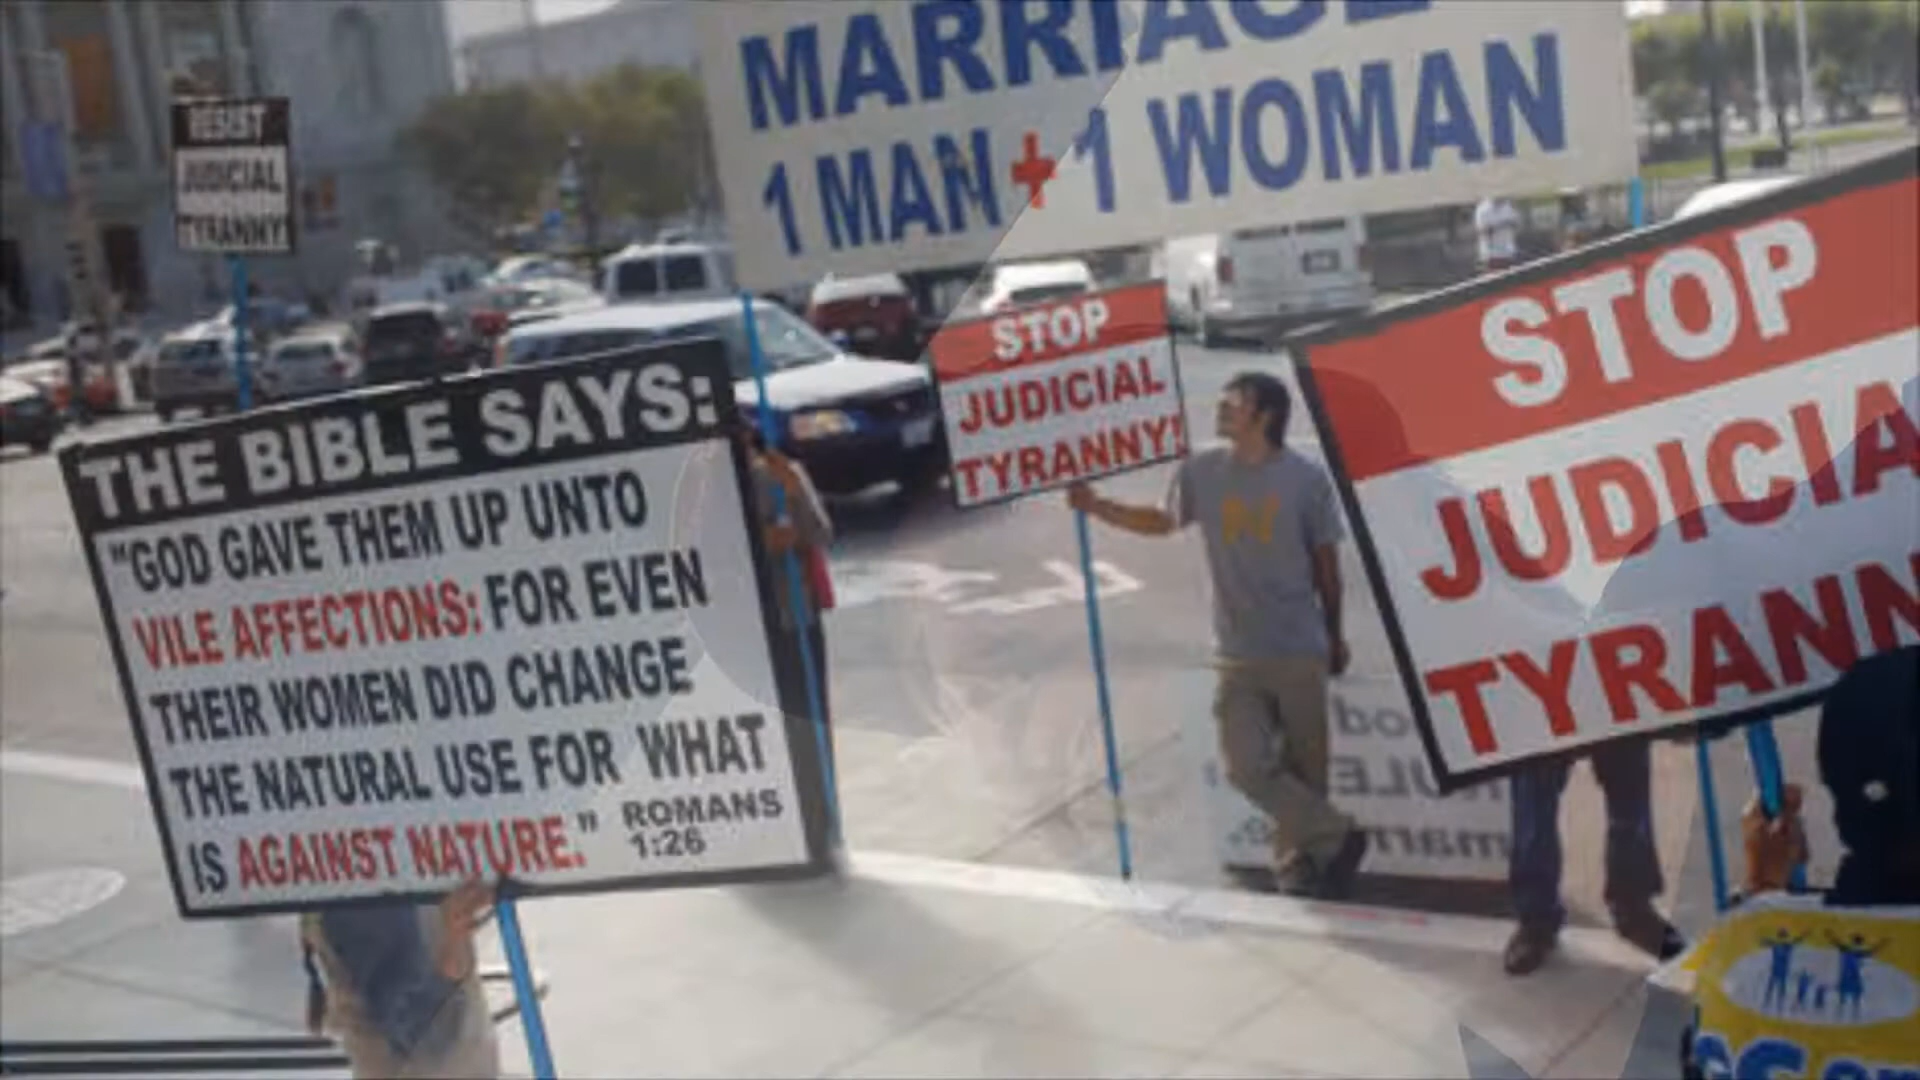 MARRIAGE
1 MAN + 1 WOMAN
RESIST
JUDICIAL
TYRANNY
THE BIBLE SAYS:
"GOD GAVE THEM UP UNTO
VILE AFFECTIONS: FOR EVEN
THEIR WOMEN DID CHANGE
THE NATURAL USE FOR WHAT
IS AGAINST NATURE."
ROMANS
1:26
STOP
JUDICIAL
TYRANNY!
STOP
JUDICIA
TYRANN